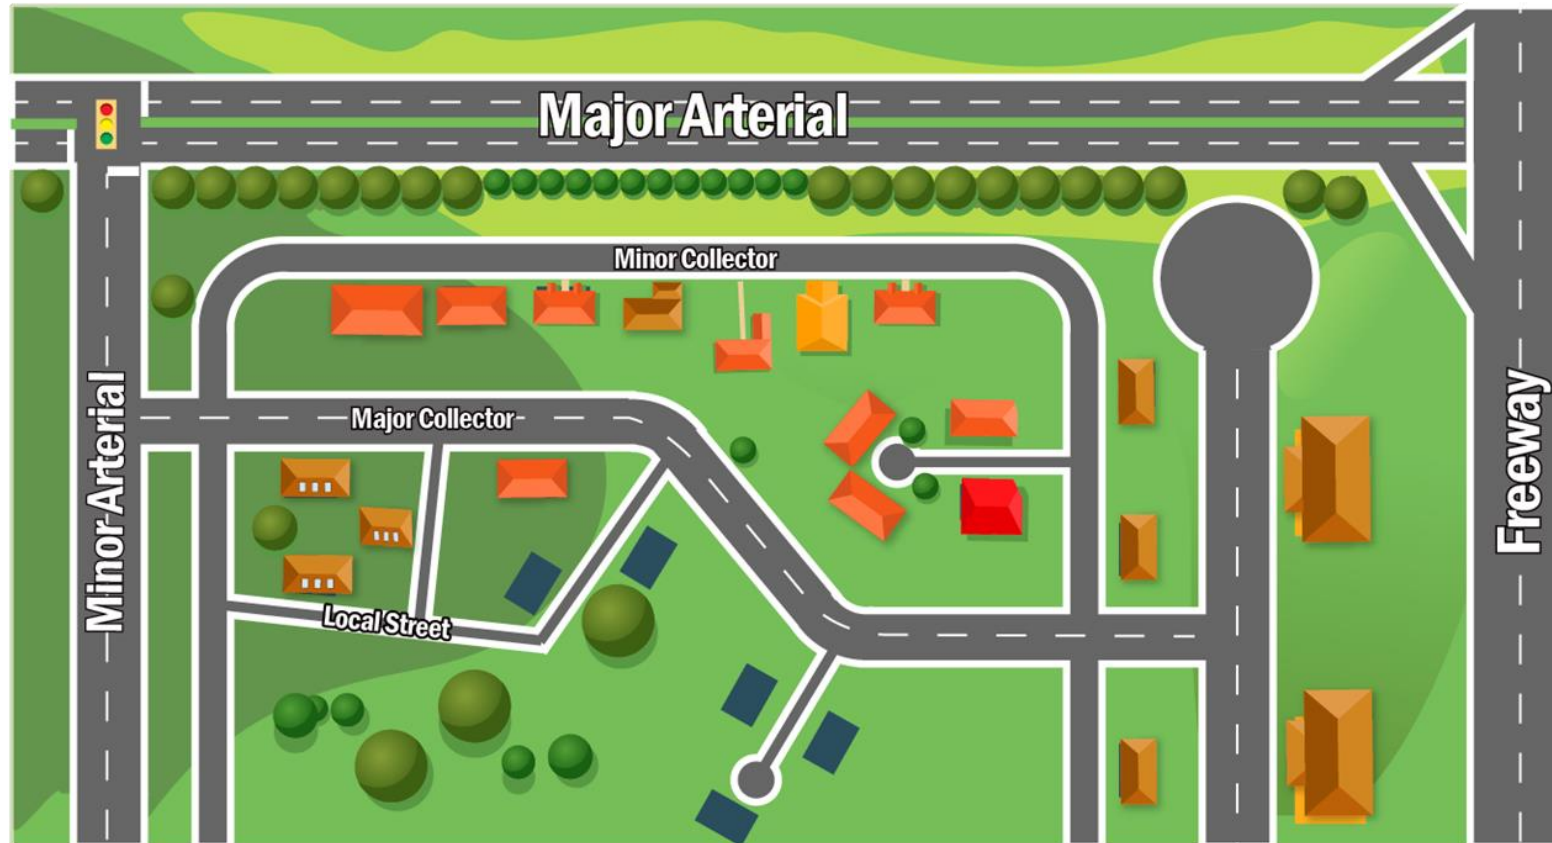 Major Arterial
Minor Collector
Major Collector
Minor Arterial
Freeway
Local Street